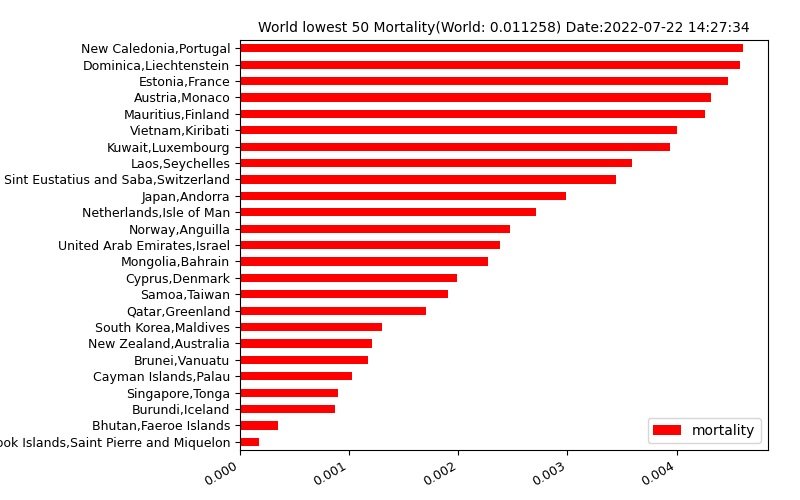 World lowest 50 Mortality(World: 0.011258) Date:2022-07-22 14:27:34
New Caledonia,Portugal
Dominica,Liechtenstein
Estonia,France
Austria,Monaco
Mauritius,Finland
Vietnam,Kiribati
Kuwait,Luxembourg
Laos,Seychelles
Sint Eustatius and Saba,Switzerland
Japan,Andorra
Netherlands,Isle of Man
Norway,Anguilla
United Arab Emirates,Israel
Mongolia,Bahrain
Cyprus,Denmark
Samoa,Taiwan
Qatar,Greenland
South Korea,Maldives
New Zealand,Australia
Brunei,Vanuatu
Cayman Islands,Palau
Singapore,Tonga
Burundi,Iceland
Bhutan,Faeroe Islands
ook Islands,Saint Pierre and Miquelon
mortality
0.000 0.001 0.002 0.003 0.004